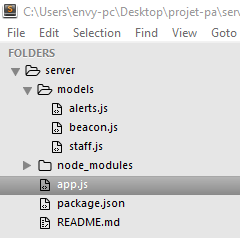 C:\Users\envy-pc\Desktop\projet-pa\ser
File Edit Selection Find View Goto
FOLDERS
server
models
alerts.js
beacon.js
staff.js
node_modules
app.js
package.json
README.md